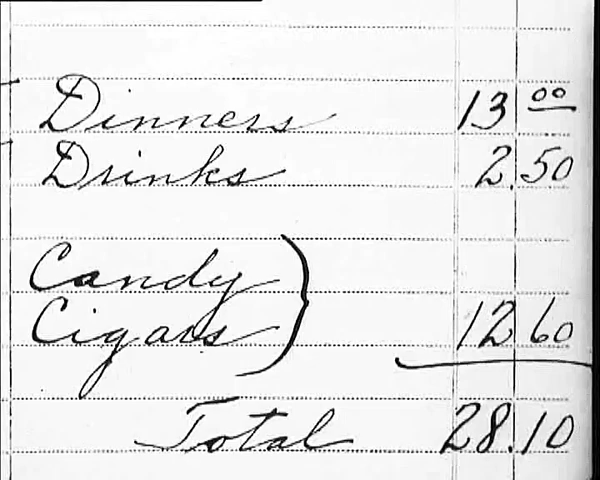 Dinners 13 00
Drinks 2.50
Candy
Cigars } 12 60
Total 28.10